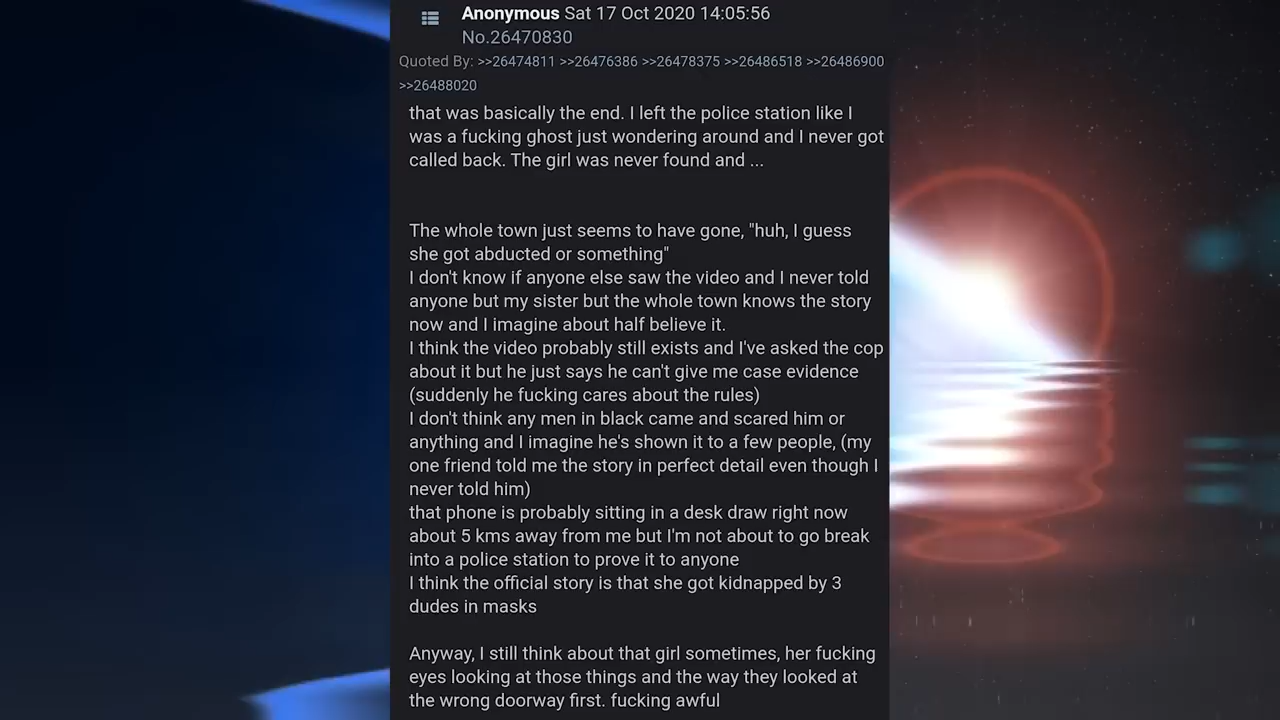 Anonymous Sat 17 Oct 2020 14:05:56
No.26470830
Quoted By: >>26474811 >>26476386 >>26478375 >>26486518 >>26486900
>>26488020
that was basically the end. I left the police station like I
was a fucking ghost just wondering around and I never got
called back. The girl was never found and ...
The whole town just seems to have gone, "huh, I guess
she got abducted or something"
I don't know if anyone else saw the video and I never told
anyone but my sister but the whole town knows the story
now and I imagine about half believe it.
I think the video probably still exists and I've asked the cop
about it but he just says he can't give me case evidence
(suddenly he fucking cares about the rules)
I don't think any men in black came and scared him or
anything and I imagine he's shown it to a few people, (my
one friend told me the story in perfect detail even though I
never told him)
that phone is probably sitting in a desk draw right now
about 5 kms away from me but I'm not about to go break
into a police station to prove it to anyone
I think the official story is that she got kidnapped by 3
dudes in masks
Anyway, I still think about that girl sometimes, her fucking
eyes looking at those things and the way they looked at
the wrong doorway first. fucking awful